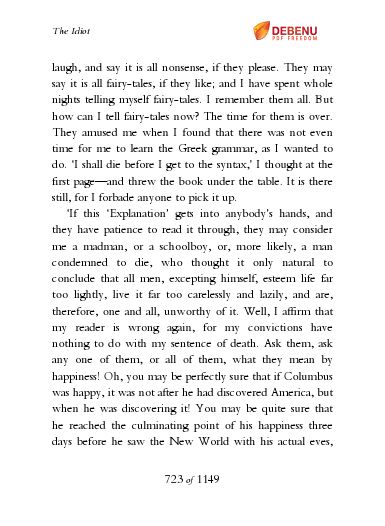 The Idiot
DEBENU
PDF FREEDOM
laugh, and say it is all nonsense, if they please. They may
say it is all fairy-tales, if they like; and I have spent whole
nights telling myself fairy-tales. I remember them all. But
how can I tell fairy-tales now? The time for them is over.
They amused me when I found that there was not even
time for me to learn the Greek grammar, as I wanted to
do. ‘I shall die before I get to the syntax,’ I thought at the
first page—and threw the book under the table. It is there
still, for I forbade anyone to pick it up.
‘If this ‘Explanation’ gets into anybody’s hands, and
they have patience to read it through, they may consider
me a madman, or a schoolboy, or, more likely, a man
condemned to die, who thought it only natural to
conclude that all men, excepting himself, esteem life far
too lightly, live it far too carelessly and lazily, and are,
therefore, one and all, unworthy of it. Well, I affirm that
my reader is wrong again, for my convictions have
nothing to do with my sentence of death. Ask them, ask
any one of them, or all of them, what they mean by
happiness! Oh, you may be perfectly sure that if Columbus
was happy, it was not after he had discovered America, but
when he was discovering it! You may be quite sure that
he reached the culminating point of his happiness three
days before he saw the New World with his actual eyes,
723 of 1149